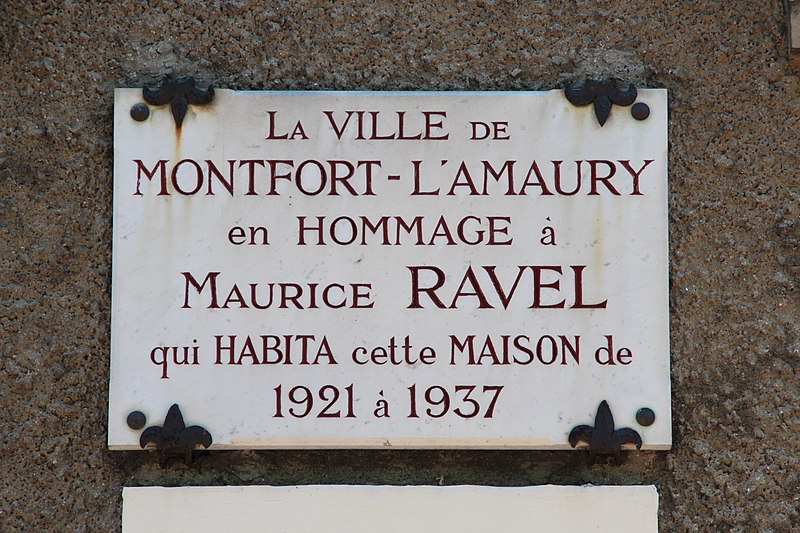 LA VILLE DE
MONTFORT-L'AMAURY
en HOMMAGE à
MAURICE RAVEL
qui HABITA cette MAISON de
1921 à 1937